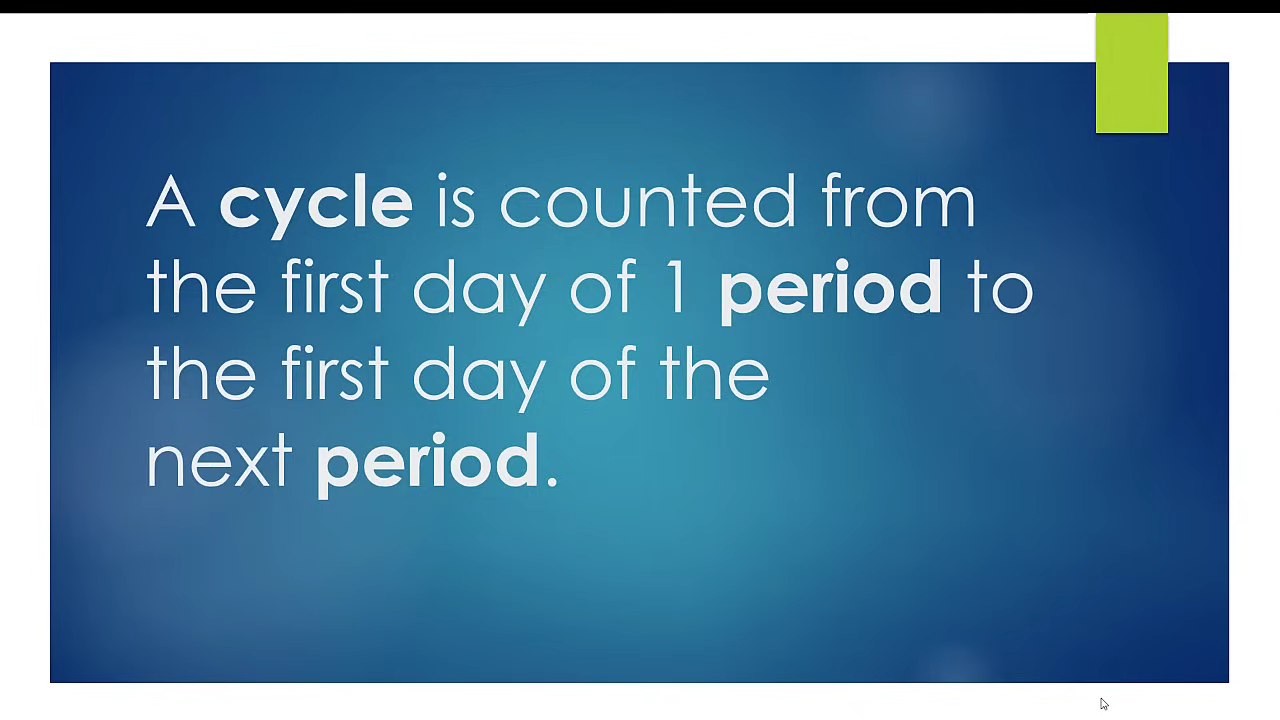 A cycle is counted from
the first day of 1 period to
the first day of the
next period.